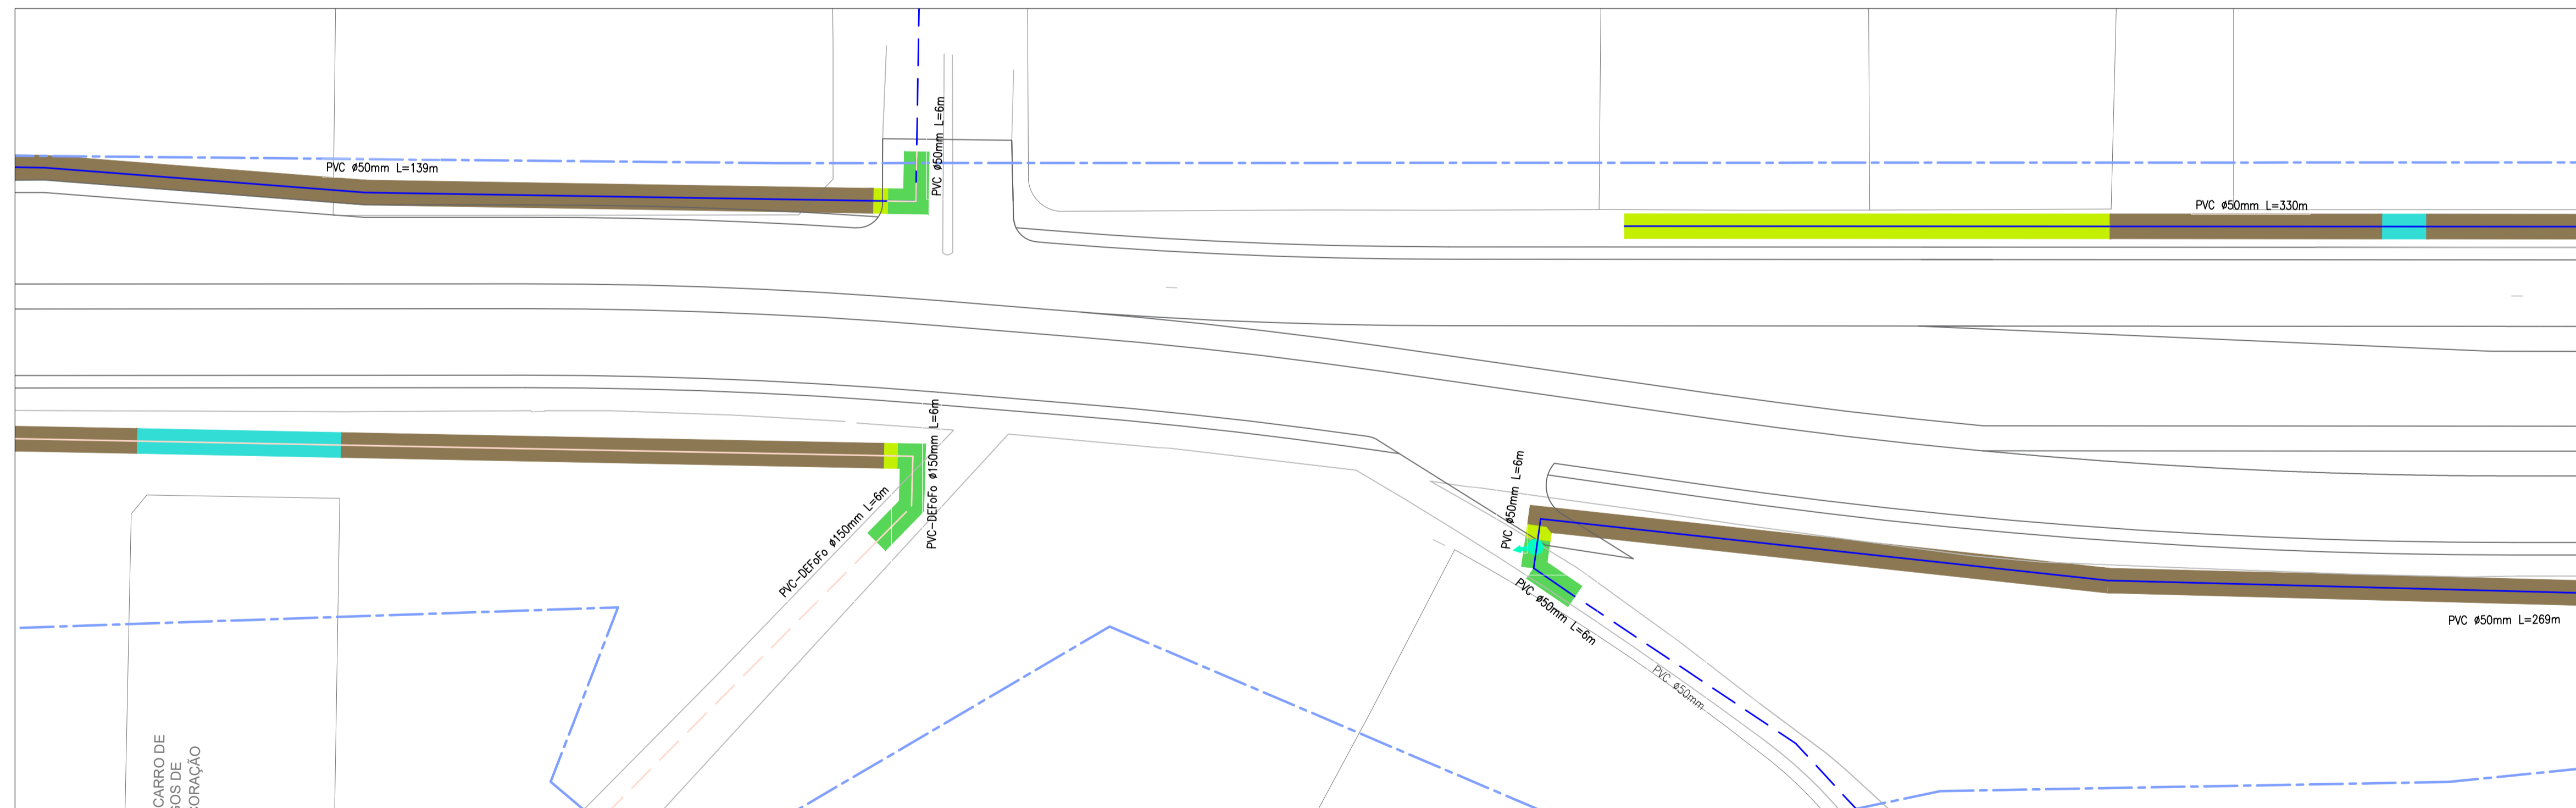 PVC ø50mm L=6m
PVC ø50mm L=139m
PVC ø50mm L=330m
PVC-DEFoFo ø150mm L=6m
PVC-DEFoFo ø150mm L=6m
PVC ø50mm L=6m
PVC ø50mm L=6m
PVC ø50mm L=269m
PVC ø50mm
CARRO DE
GOS DE
ORAÇÃO